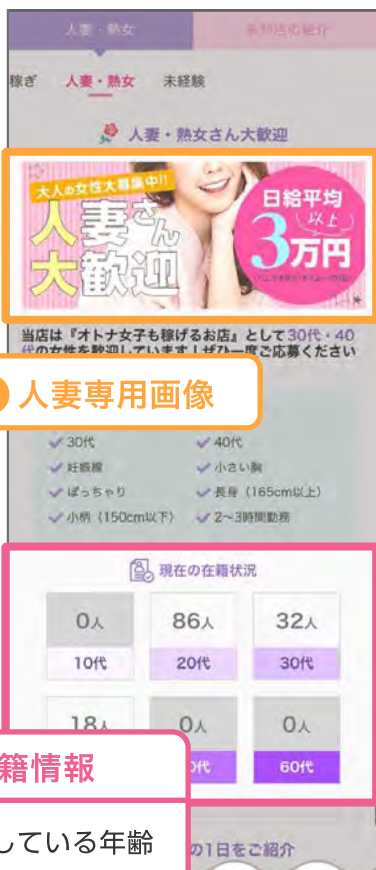 人妻・熟女
稼ぎ 人妻・熟女 未経験
人妻・熟女さん大歓迎
大人の女性大募集中!!
人妻さん
大歓迎
日給平均
以上
3万円
当店は『オトナ女子も稼げるお店』として30代・40
代の女性を歓迎しています！ぜひ一度ご応募ください
人妻専用画像
30代 40代
妊娠線 小さい胸
ぽっちゃり 長身（165cm以上）
小柄（150cm以下） 2〜3時間勤務
現在の在籍状況
0人 86人 32人
10代 20代 30代
18人 0人 0人
0代 60代
籍情報
している年齢
の1日をご紹介